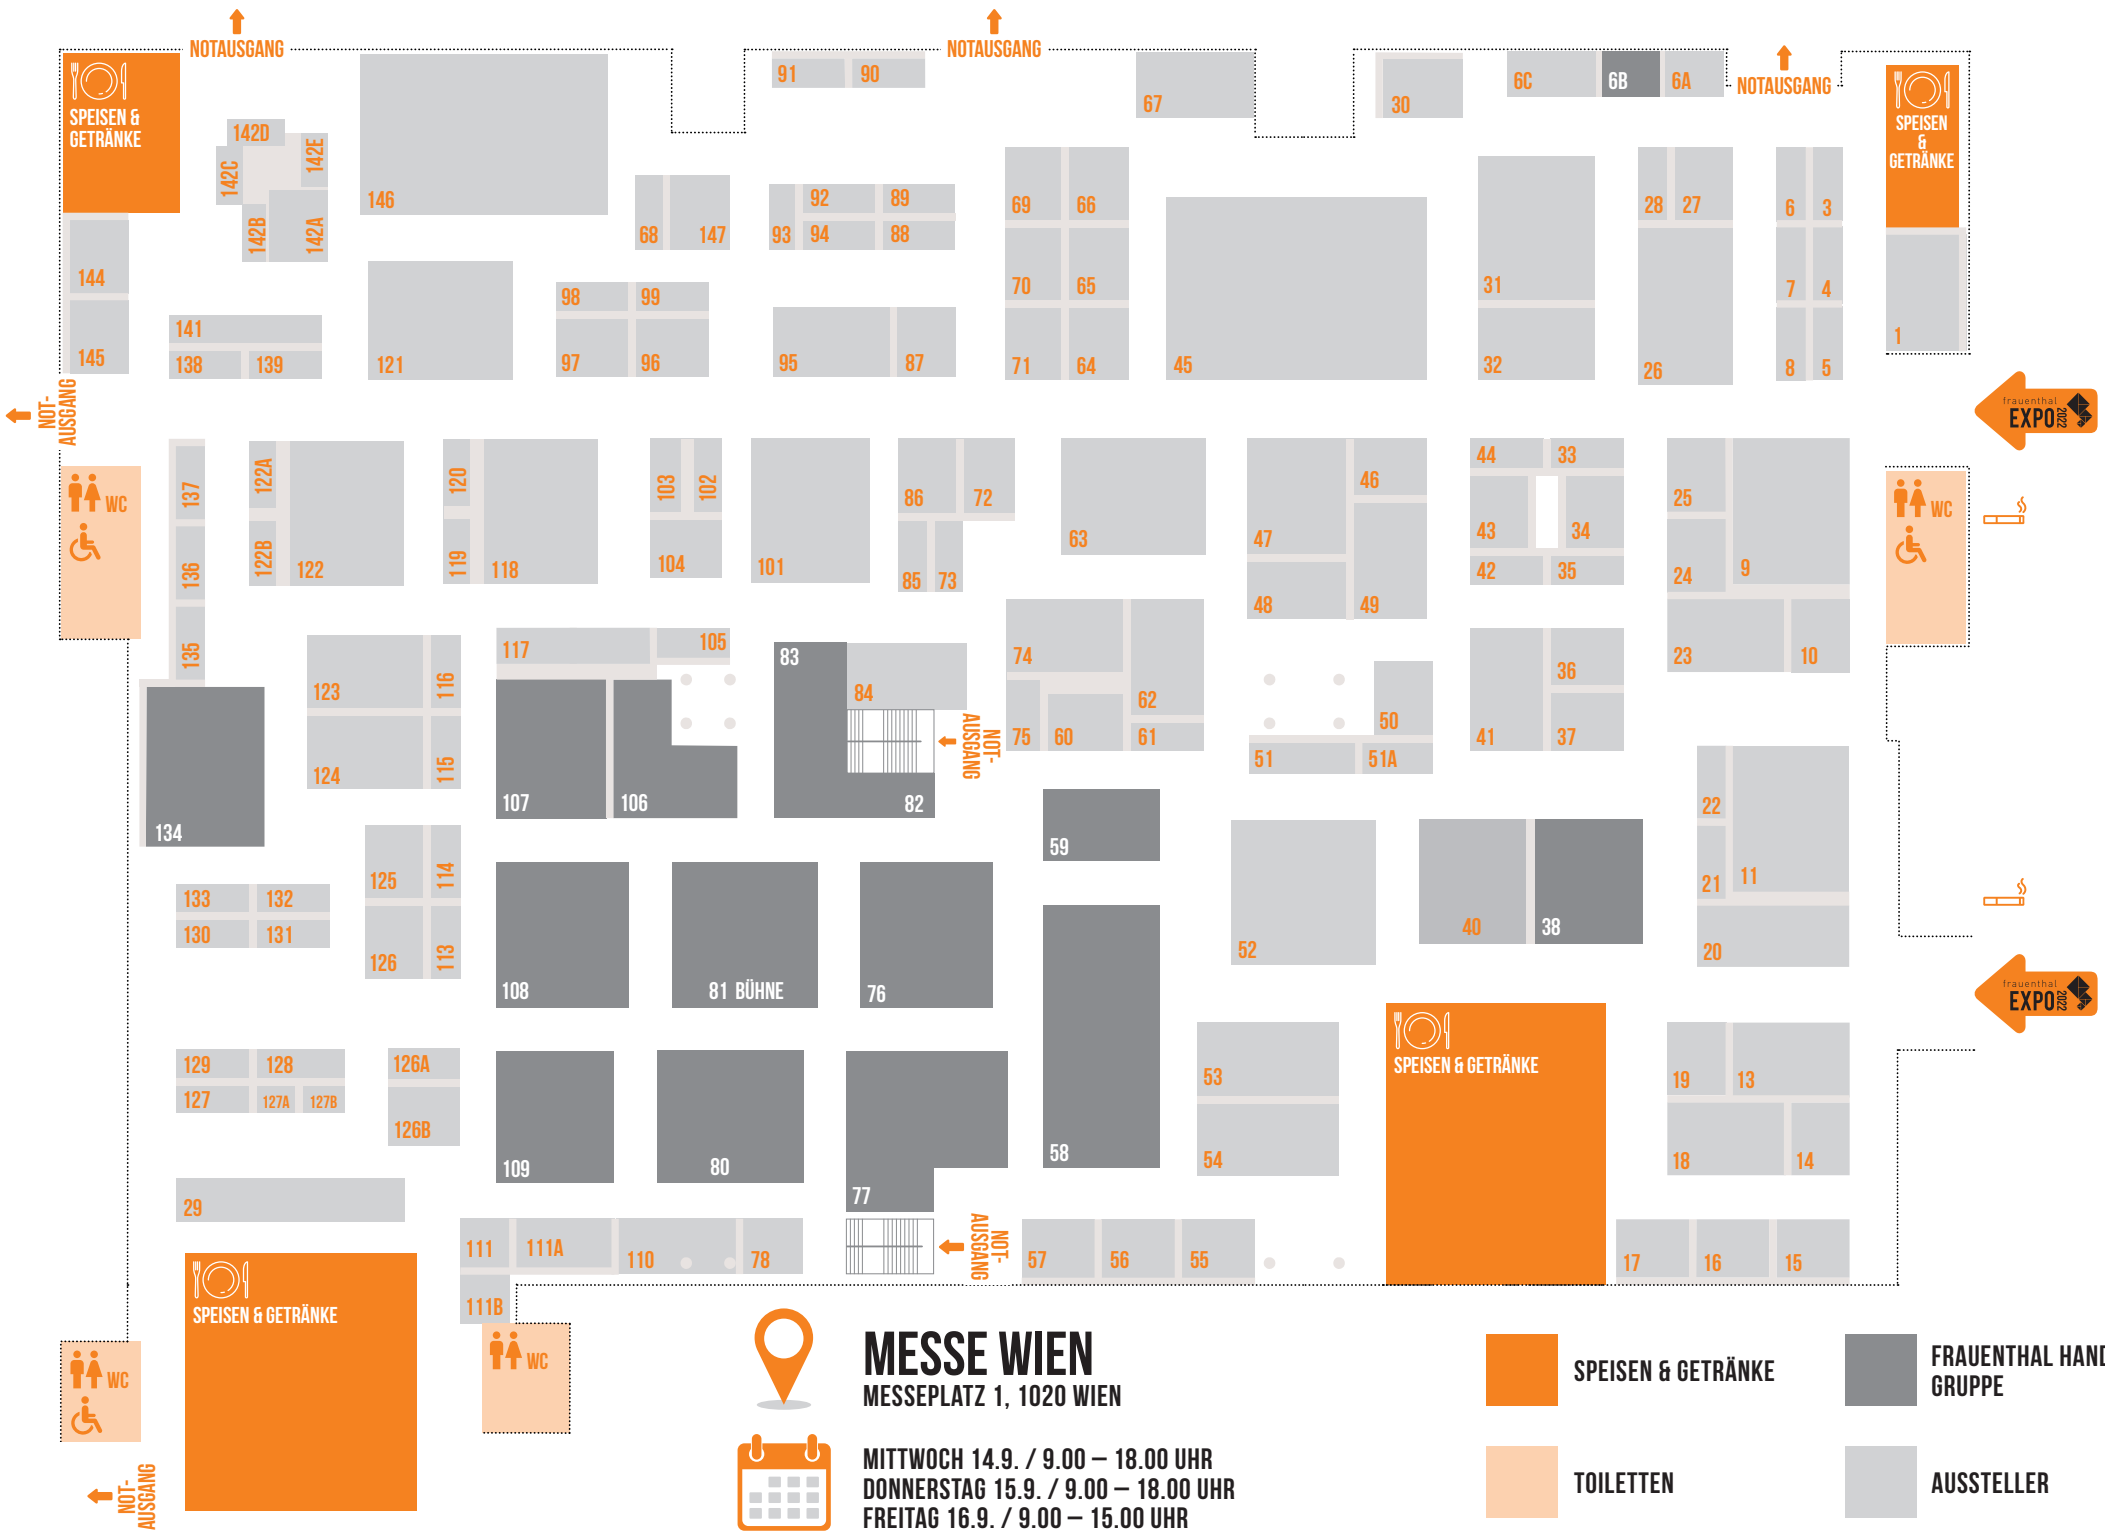 NOTAUSGANG
NOTAUSGANG
NOTAUSGANG
SPEISEN &
GETRÄNKE
SPEISEN
&
GETRÄNKE
91 90
67
30
6C 6B 6A
142D
142C
142E
142B
142A
146
68 147
92 89
93 94 88
69 66
70 65
71 64
45
31
32
28 27
26
6 3
7 4
8 5
1
144
145
141
138 139
121
98 99
97 96
95 87
NOT-
AUSGANG
frauenthal
EXPO 2022
WC
WC
137
136
135
122A
122B
122
120
119
118
103
102
104
101
86 72
85 73
63
46
47
48 49
44 33
43 34
42 35
25
24 9
23 10
123 116
124 115
117 105
107 106
83
84
82
NOT-
AUSGANG
74
62
75 60 61
50
51 51A
36
41 37
134
59
22
21 11
20
125 114
126 113
133 132
130 131
108
81 BÜHNE
76
52
40 38
frauenthal
EXPO 2022
129 128
127 127A 127B
126A
126B
109
80
77
58
53
54
SPEISEN & GETRÄNKE
19 13
18 14
29
111 111A 110 78
111B
NOT-
AUSGANG
57 56 55
17 16 15
SPEISEN & GETRÄNKE
WC
WC
NOT-
AUSGANG
MESSE WIEN
MESSEPLATZ 1, 1020 WIEN
MITTWOCH 14.9. / 9.00 – 18.00 UHR
DONNERSTAG 15.9. / 9.00 – 18.00 UHR
FREITAG 16.9. / 9.00 – 15.00 UHR
SPEISEN & GETRÄNKE
FRAUENTHAL HAND
GRUPPE
TOILETTEN
AUSSTELLER